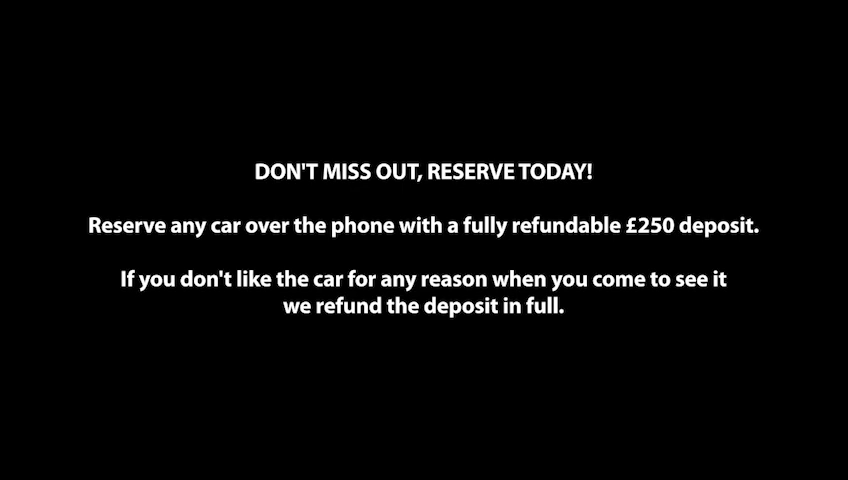 DON'T MISS OUT, RESERVE TODAY!
Reserve any car over the phone with a fully refundable £250 deposit.
If you don't like the car for any reason when you come to see it
we refund the deposit in full.